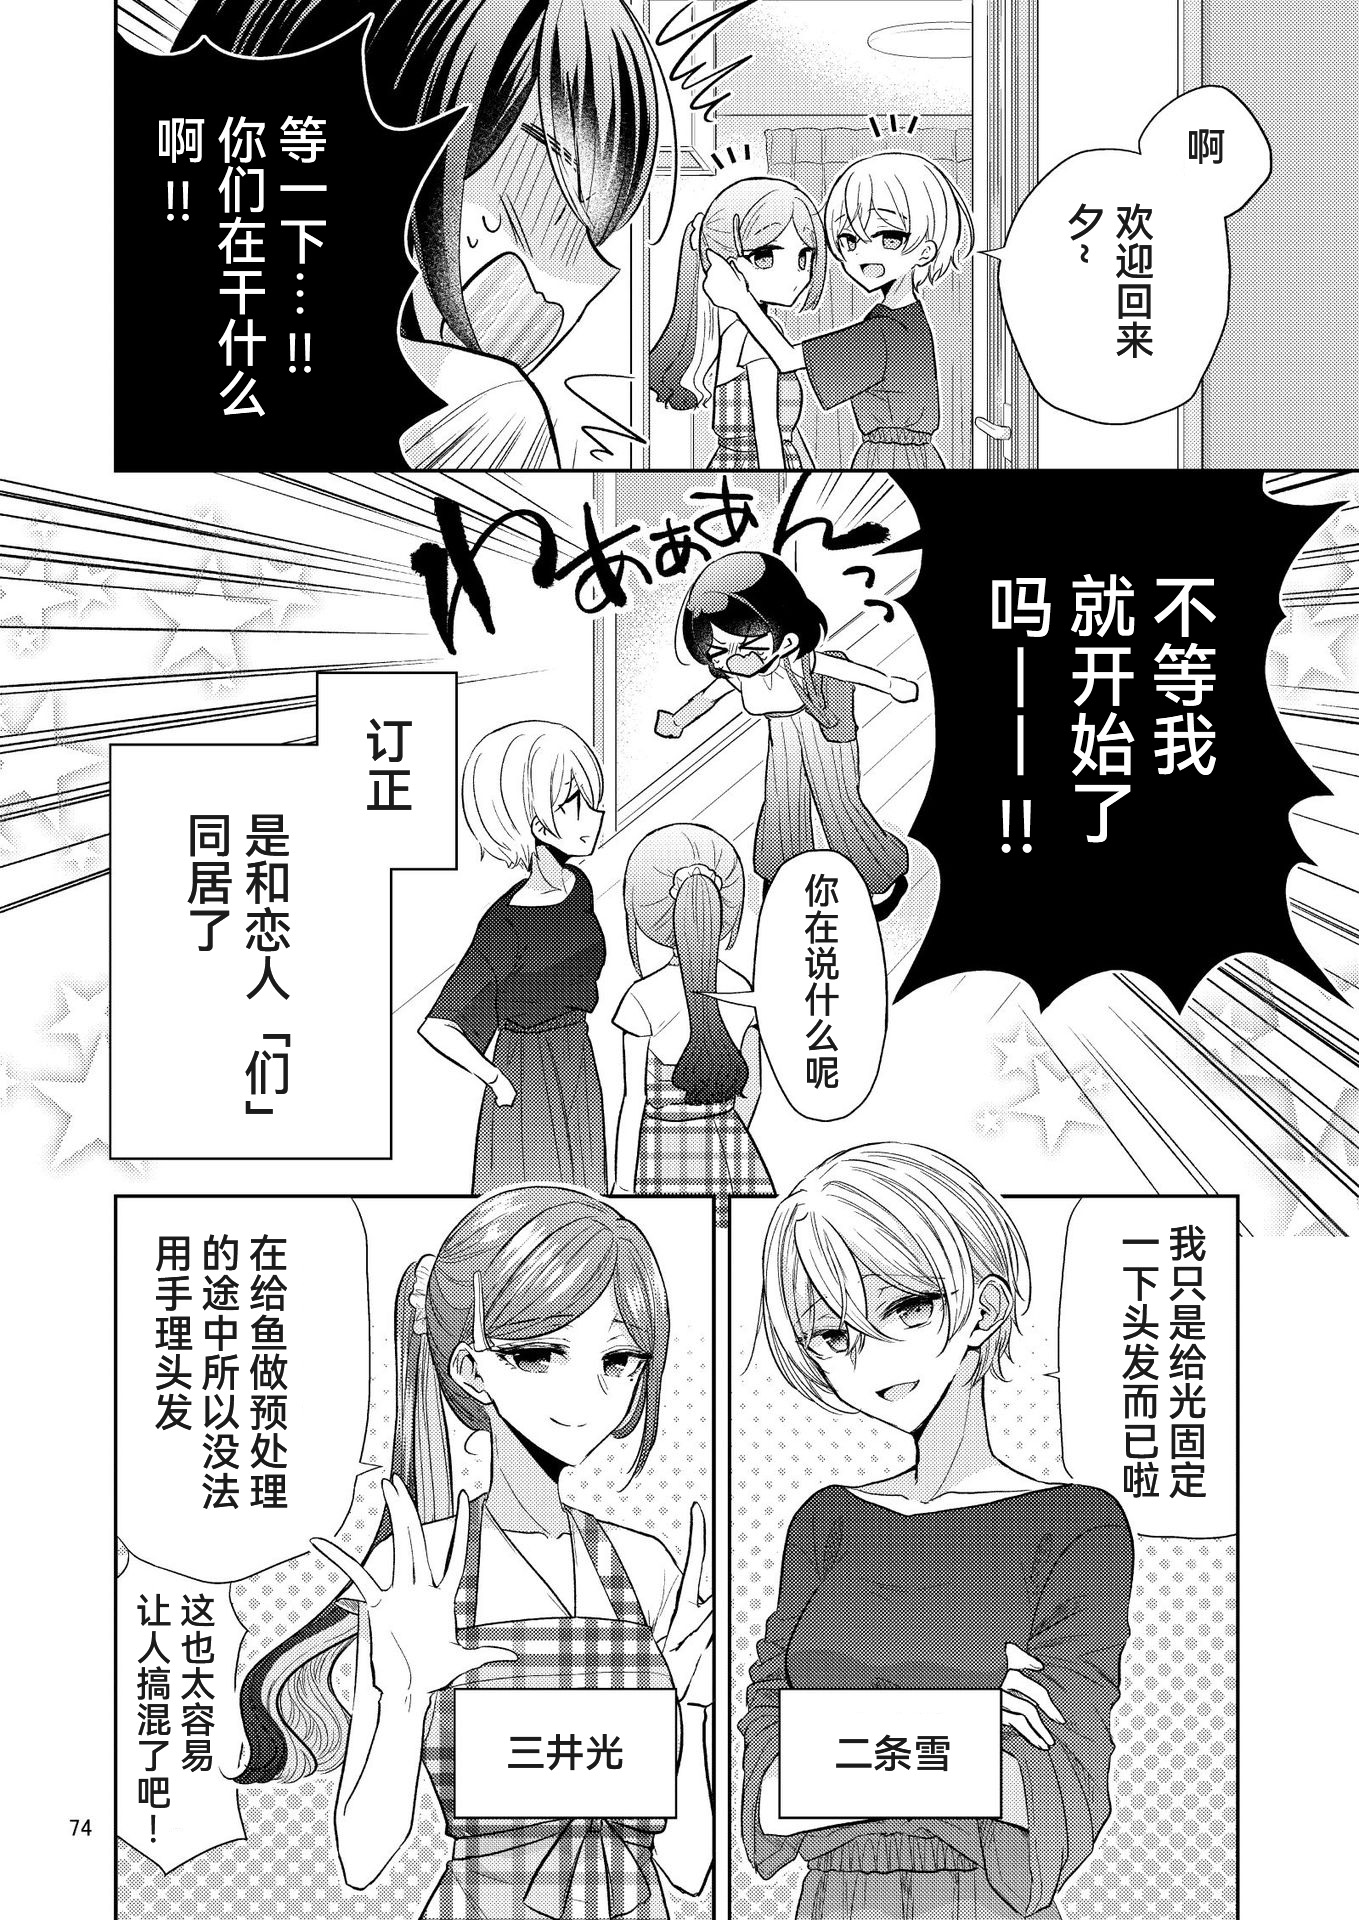 啊
欢迎回来
夕~
等一下…!!
你们在干什么
啊!!
不等我
就开始了
吗——!!
わぁぁぁん
你在说什么呢
订正
是和恋人「们」
同居了
我只是给光固定
一下头发而已啦
二条雪
在给鱼做预处理
的途中所以没法
用手理头发
三井光
这也太容易
让人搞混了吧!
74